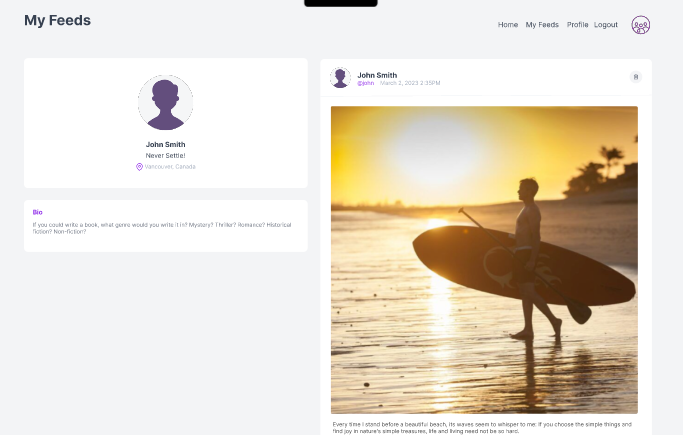 My Feeds
Home My Feeds Profile Logout
John Smith
Never Settle!
Vancouver, Canada
Bio
If you could write a book, what genre would you write it in? Mystery? Thriller? Romance? Historical
fiction? Non-fiction?
John Smith
@john March 2, 2023 2:35PM
Every time I stand before a beautiful beach, its waves seem to whisper to me: If you choose the simple things and
find joy in nature's simple treasures, life and living need not be so hard.